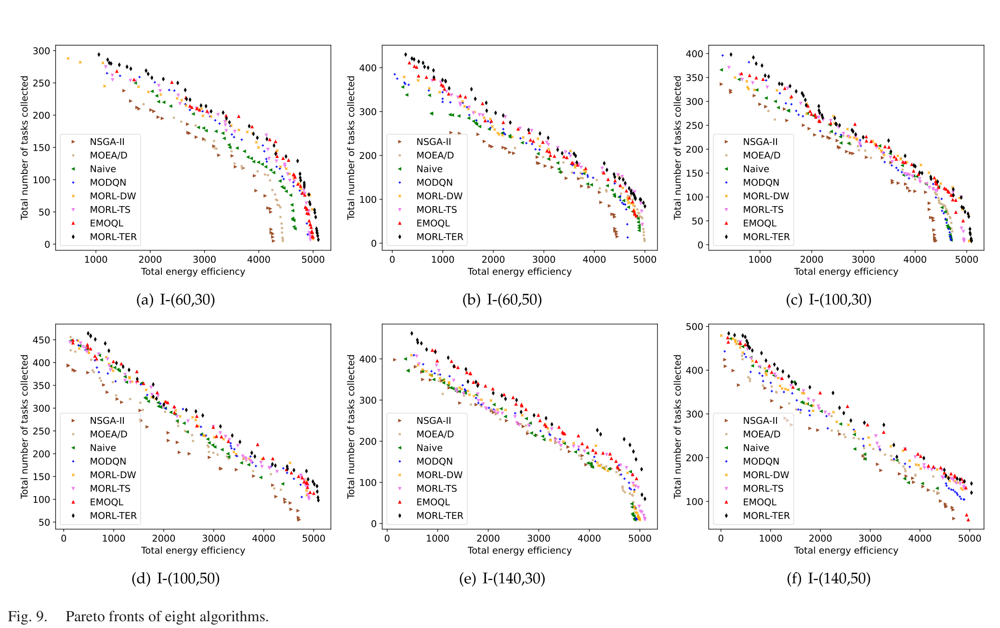 300
250
200
150
100
50
0
Total number of tasks collected
NSGA-II
MOEA/D
Naive
MODQN
MORL-DW
MORL-TS
EMOQL
MORL-TER
1000 2000 3000 4000 5000
Total energy efficiency
(a) I-(60,30)
400
300
200
100
0
Total number of tasks collected
NSGA-II
MOEA/D
Naive
MODQN
MORL-DW
MORL-TS
EMOQL
MORL-TER
0 1000 2000 3000 4000 5000
Total energy efficiency
(b) I-(60,50)
400
350
300
250
200
150
100
50
0
Total number of tasks collected
NSGA-II
MOEA/D
Naive
MODQN
MORL-DW
MORL-TS
EMOQL
MORL-TER
1000 2000 3000 4000 5000
Total energy efficiency
(c) I-(100,30)
450
400
350
300
250
200
150
100
50
Total number of tasks collected
NSGA-II
MOEA/D
Naive
MODQN
MORL-DW
MORL-TS
EMOQL
MORL-TER
0 1000 2000 3000 4000 5000
Total energy efficiency
(d) I-(100,50)
400
300
200
100
0
Total number of tasks collected
NSGA-II
MOEA/D
Naive
MODQN
MORL-DW
MORL-TS
EMOQL
MORL-TER
0 1000 2000 3000 4000 5000
Total energy efficiency
(e) I-(140,30)
500
400
300
200
100
Total number of tasks collected
NSGA-II
MOEA/D
Naive
MODQN
MORL-DW
MORL-TS
EMOQL
MORL-TER
0 1000 2000 3000 4000 5000
Total energy efficiency
(f) I-(140,50)
Fig. 9. Pareto fronts of eight algorithms.